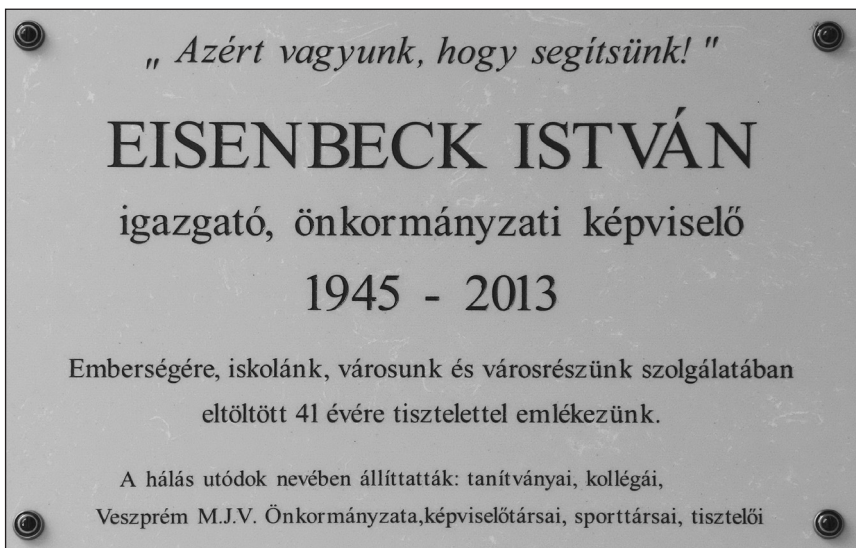 „ Azért vagyunk, hogy segítsünk! "
EISENBECK ISTVÁN
igazgató, önkormányzati képviselő
1945 - 2013
Emberségére, iskolánk, városunk és városrészünk szolgálatában
eltöltött 41 évére tisztelettel emlékezünk.
A hálás utódok nevében állíttatták: tanítványai, kollégái,
Veszprém M.J.V. Önkormányzata,képviselőtársai, sporttársai, tisztelői